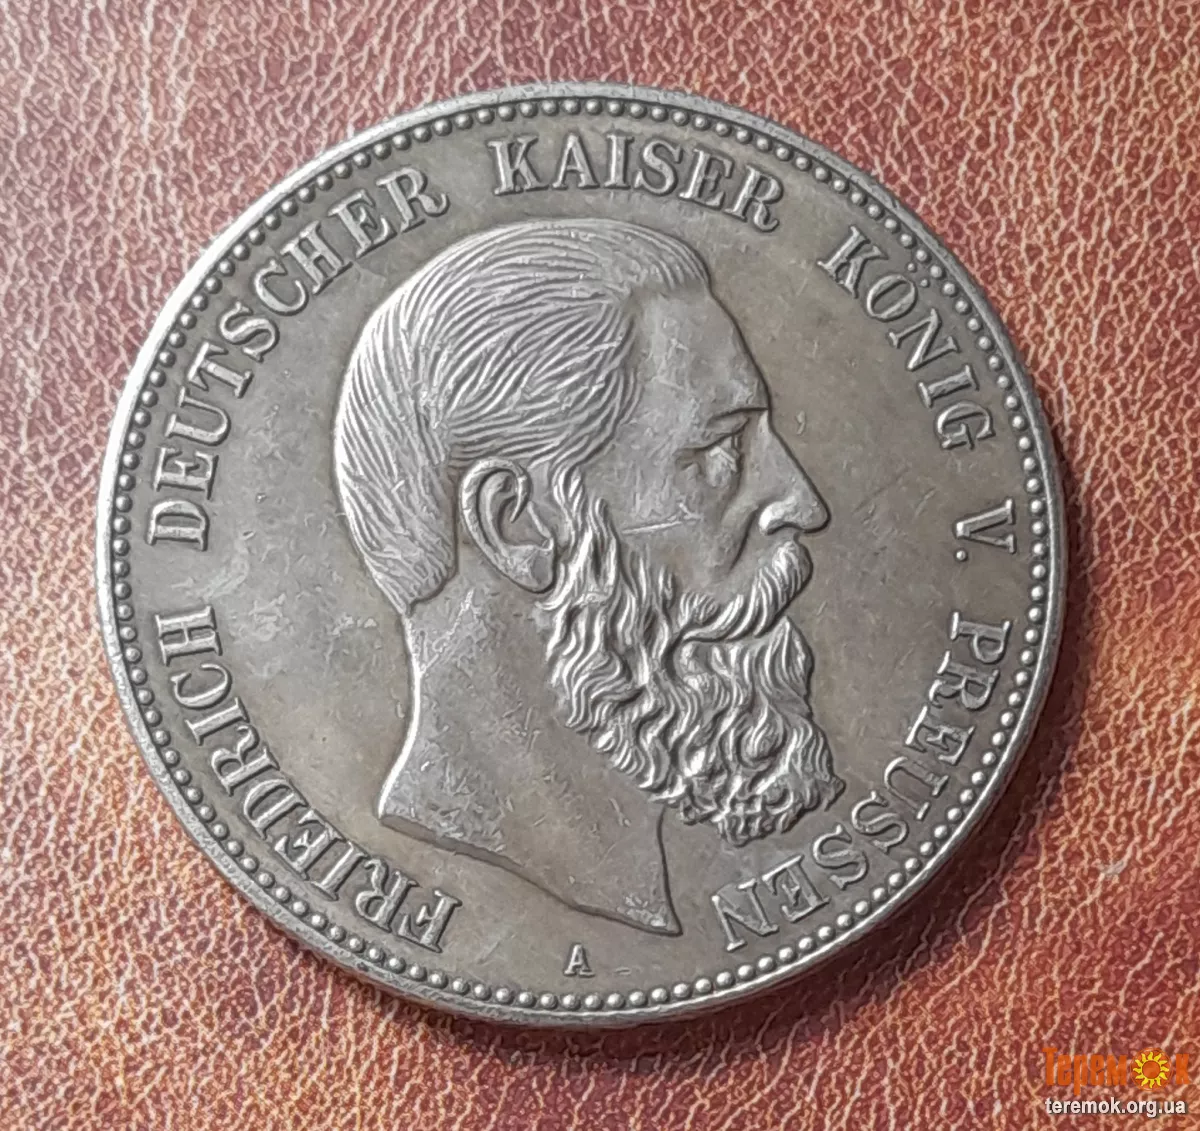 FRIEDRICH DEUTSCHER KAISER KÖNIG V. PREUSSEN
A
Теремок
teremok.org.ua